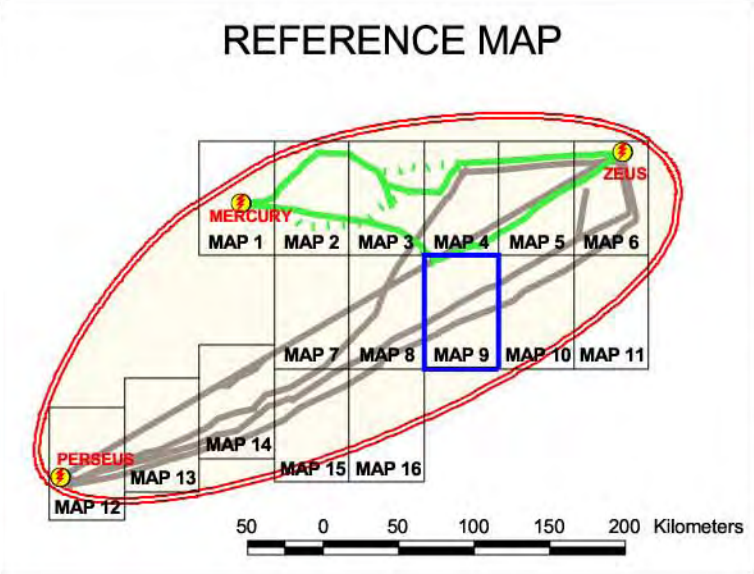 REFERENCE MAP
ZEUS
MERCURY
MAP 1 MAP 2 MAP 3 MAP 4 MAP 5 MAP 6
MAP 7 MAP 8 MAP 9 MAP 10 MAP 11
MAP 14
PERSEUS
MAP 13 MAP 15 MAP 16
MAP 12
50 0 50 100 150 200 Kilometers